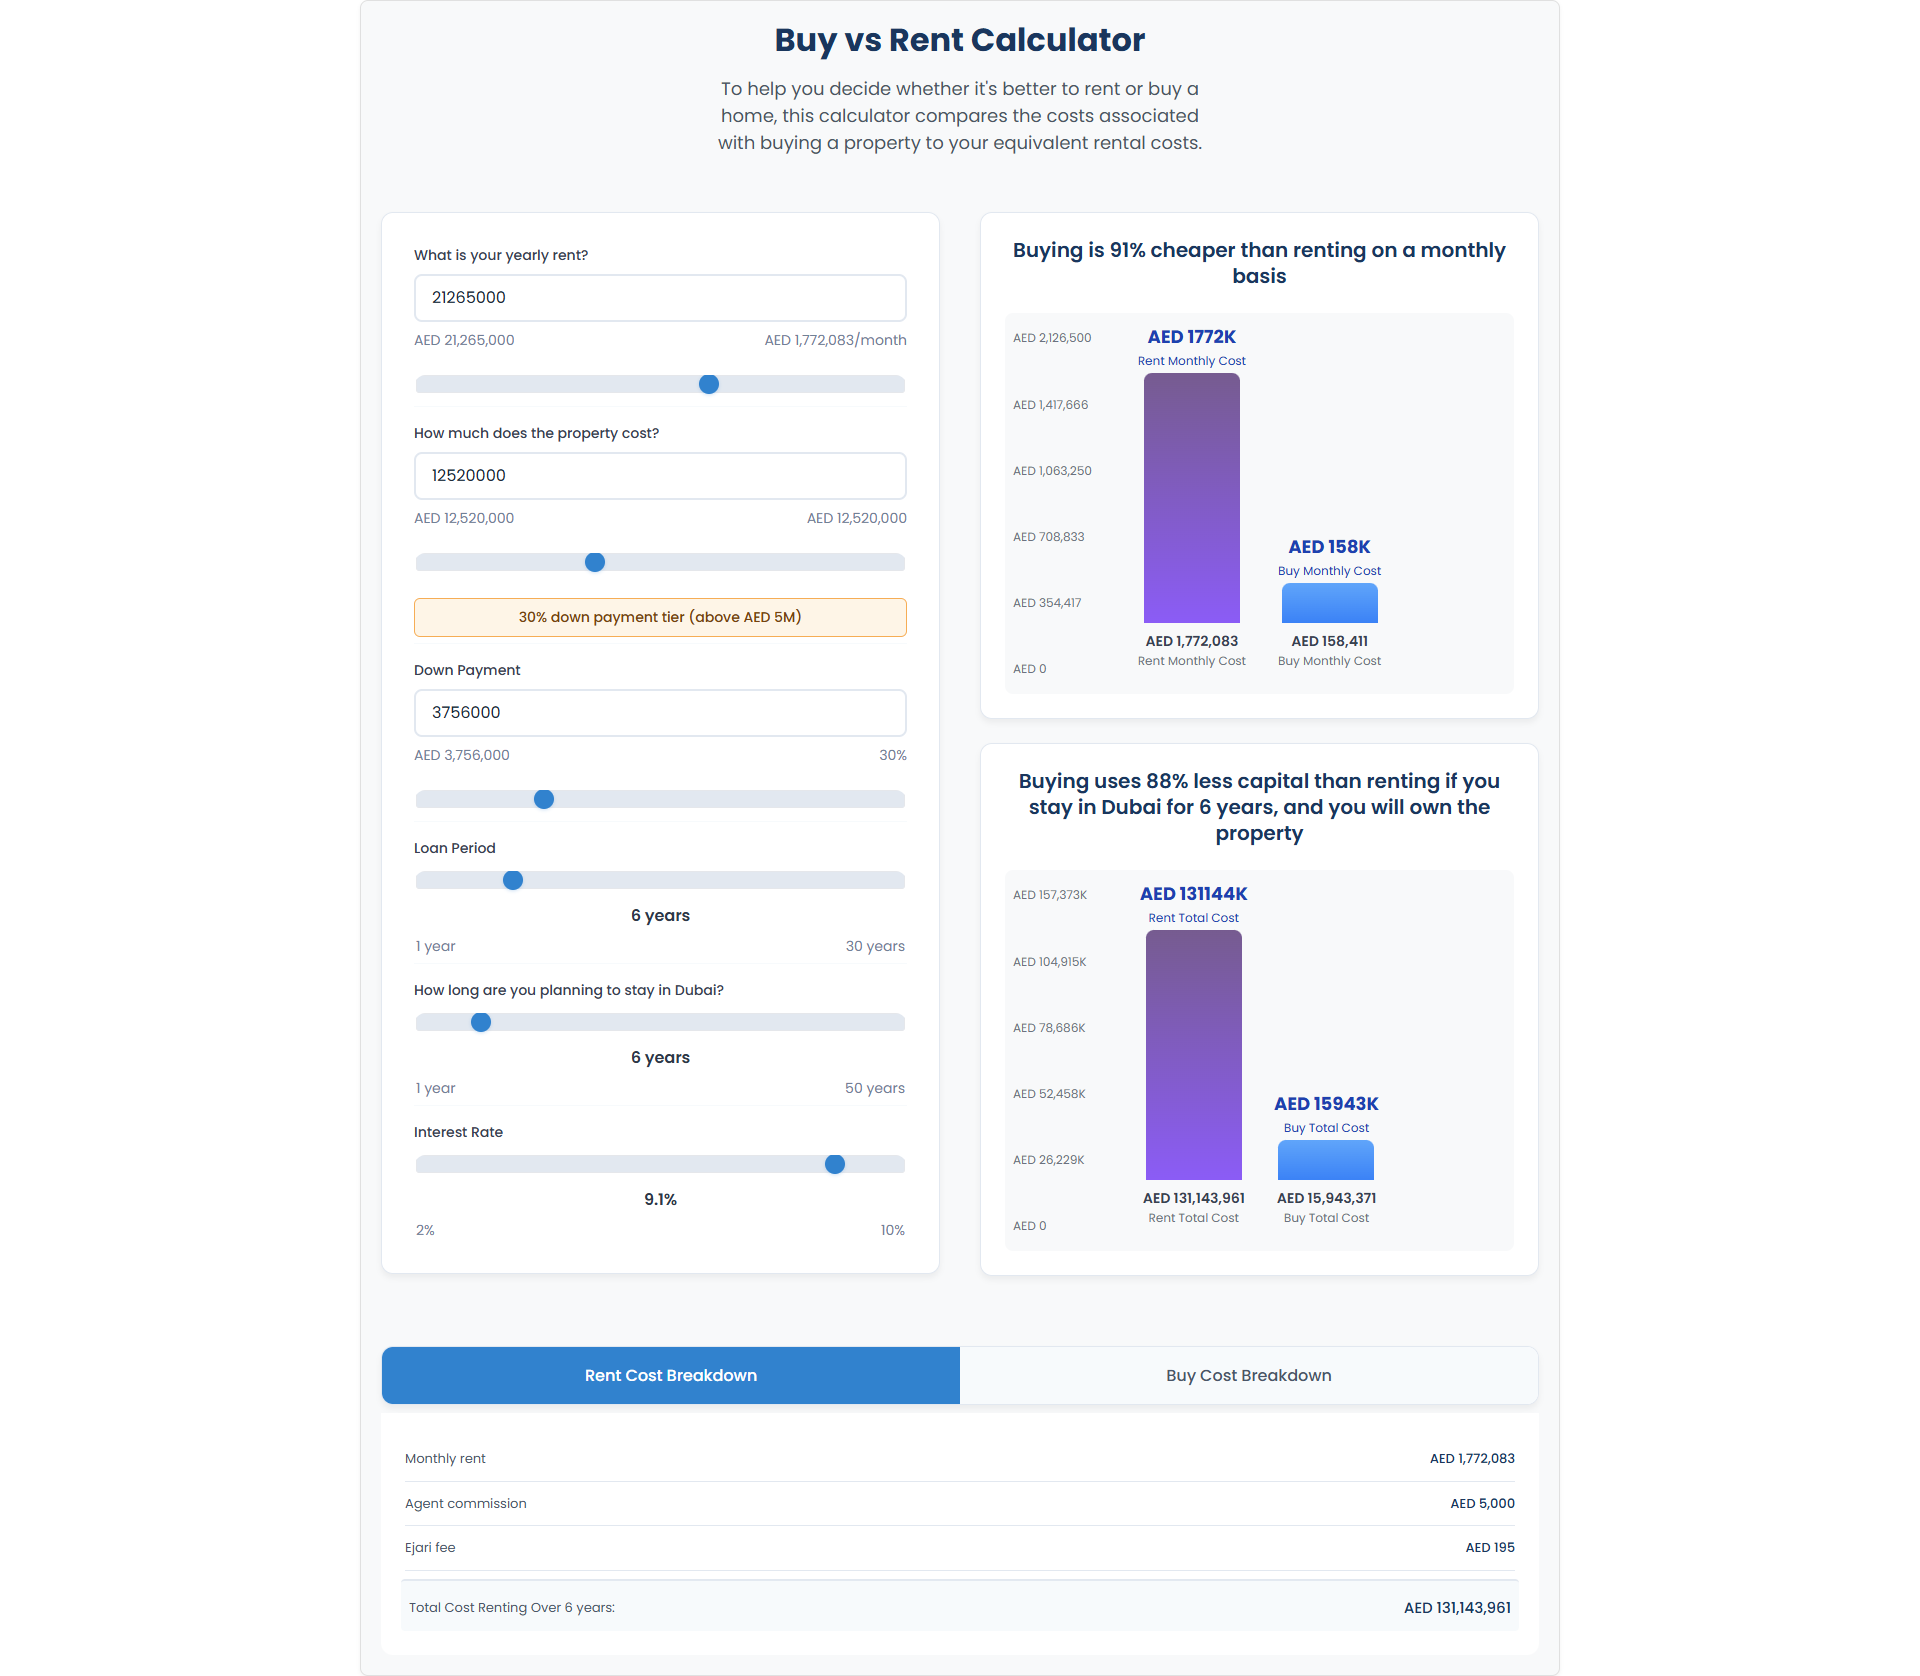 Buy vs Rent Calculator
To help you decide whether it's better to rent or buy a
home, this calculator compares the costs associated
with buying a property to your equivalent rental costs.
What is your yearly rent?
21265000
AED 21,265,000
AED 1,772,083/month
How much does the property cost?
12520000
AED 12,520,000
AED 12,520,000
30% down payment tier (above AED 5M)
Down Payment
3756000
AED 3,756,000
30%
Loan Period
6 years
1 year
30 years
How long are you planning to stay in Dubai?
6 years
1 year
50 years
Interest Rate
9.1%
2%
10%
Buying is 91% cheaper than renting on a monthly
basis
AED 2,126,500
AED 1,417,666
AED 1,063,250
AED 708,833
AED 354,417
AED 0
AED 1772K
Rent Monthly Cost
AED 1,772,083
Rent Monthly Cost
AED 158K
Buy Monthly Cost
AED 158,411
Buy Monthly Cost
Buying uses 88% less capital than renting if you
stay in Dubai for 6 years, and you will own the
property
AED 157,373K
AED 104,915K
AED 78,686K
AED 52,458K
AED 26,229K
AED 0
AED 131144K
Rent Total Cost
AED 131,143,961
Rent Total Cost
AED 15943K
Buy Total Cost
AED 15,943,371
Buy Total Cost
Rent Cost Breakdown
Buy Cost Breakdown
Monthly rent
AED 1,772,083
Agent commission
AED 5,000
Ejari fee
AED 195
Total Cost Renting Over 6 years:
AED 131,143,961